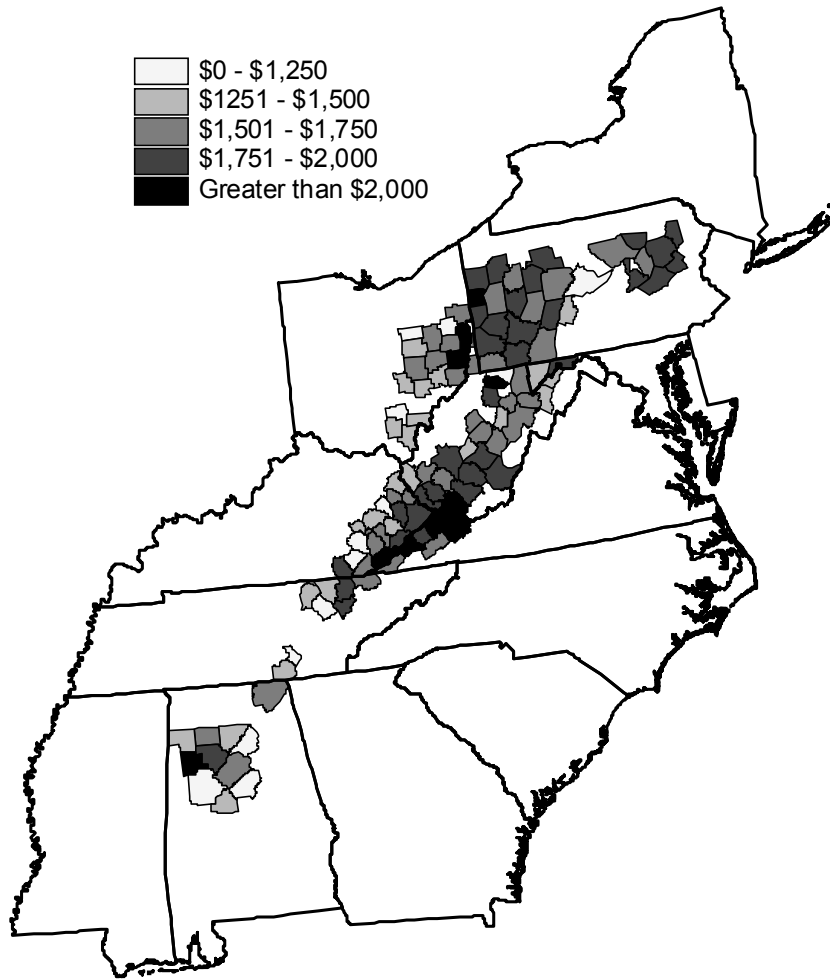 $0 - $1,250
$1251 - $1,500
$1,501 - $1,750
$1,751 - $2,000
Greater than $2,000